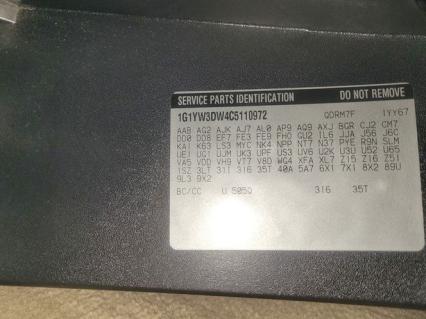 SERVICE PARTS IDENTIFICATION DO NOT REMOVE
1G1YW3DW4C5110972 QDRM7F 1YY67
AAB AG2 AJK AJ7 AL0 AP9 AQ9 AXJ BGR CJ2 CM7
DD0 DD8 EF7 FE3 FE9 FHO GU2 IL6 JJA J56 J6C
KA1 K63 LS3 MYC NK4 NPP NT7 N37 PYE R9N SLM
UE1 UG1 UJM UK3 UPF US3 UV6 U2K U3U U52 U65
VA5 VDD VH9 VT7 V8D WG4 XFA XL7 Z15 Z16 Z51
1SZ 3LT 31I 316 35T 40A 5A7 6X1 7X1 8X2 89U
9L3 9X2
BC/CC U 505Q 316 35T